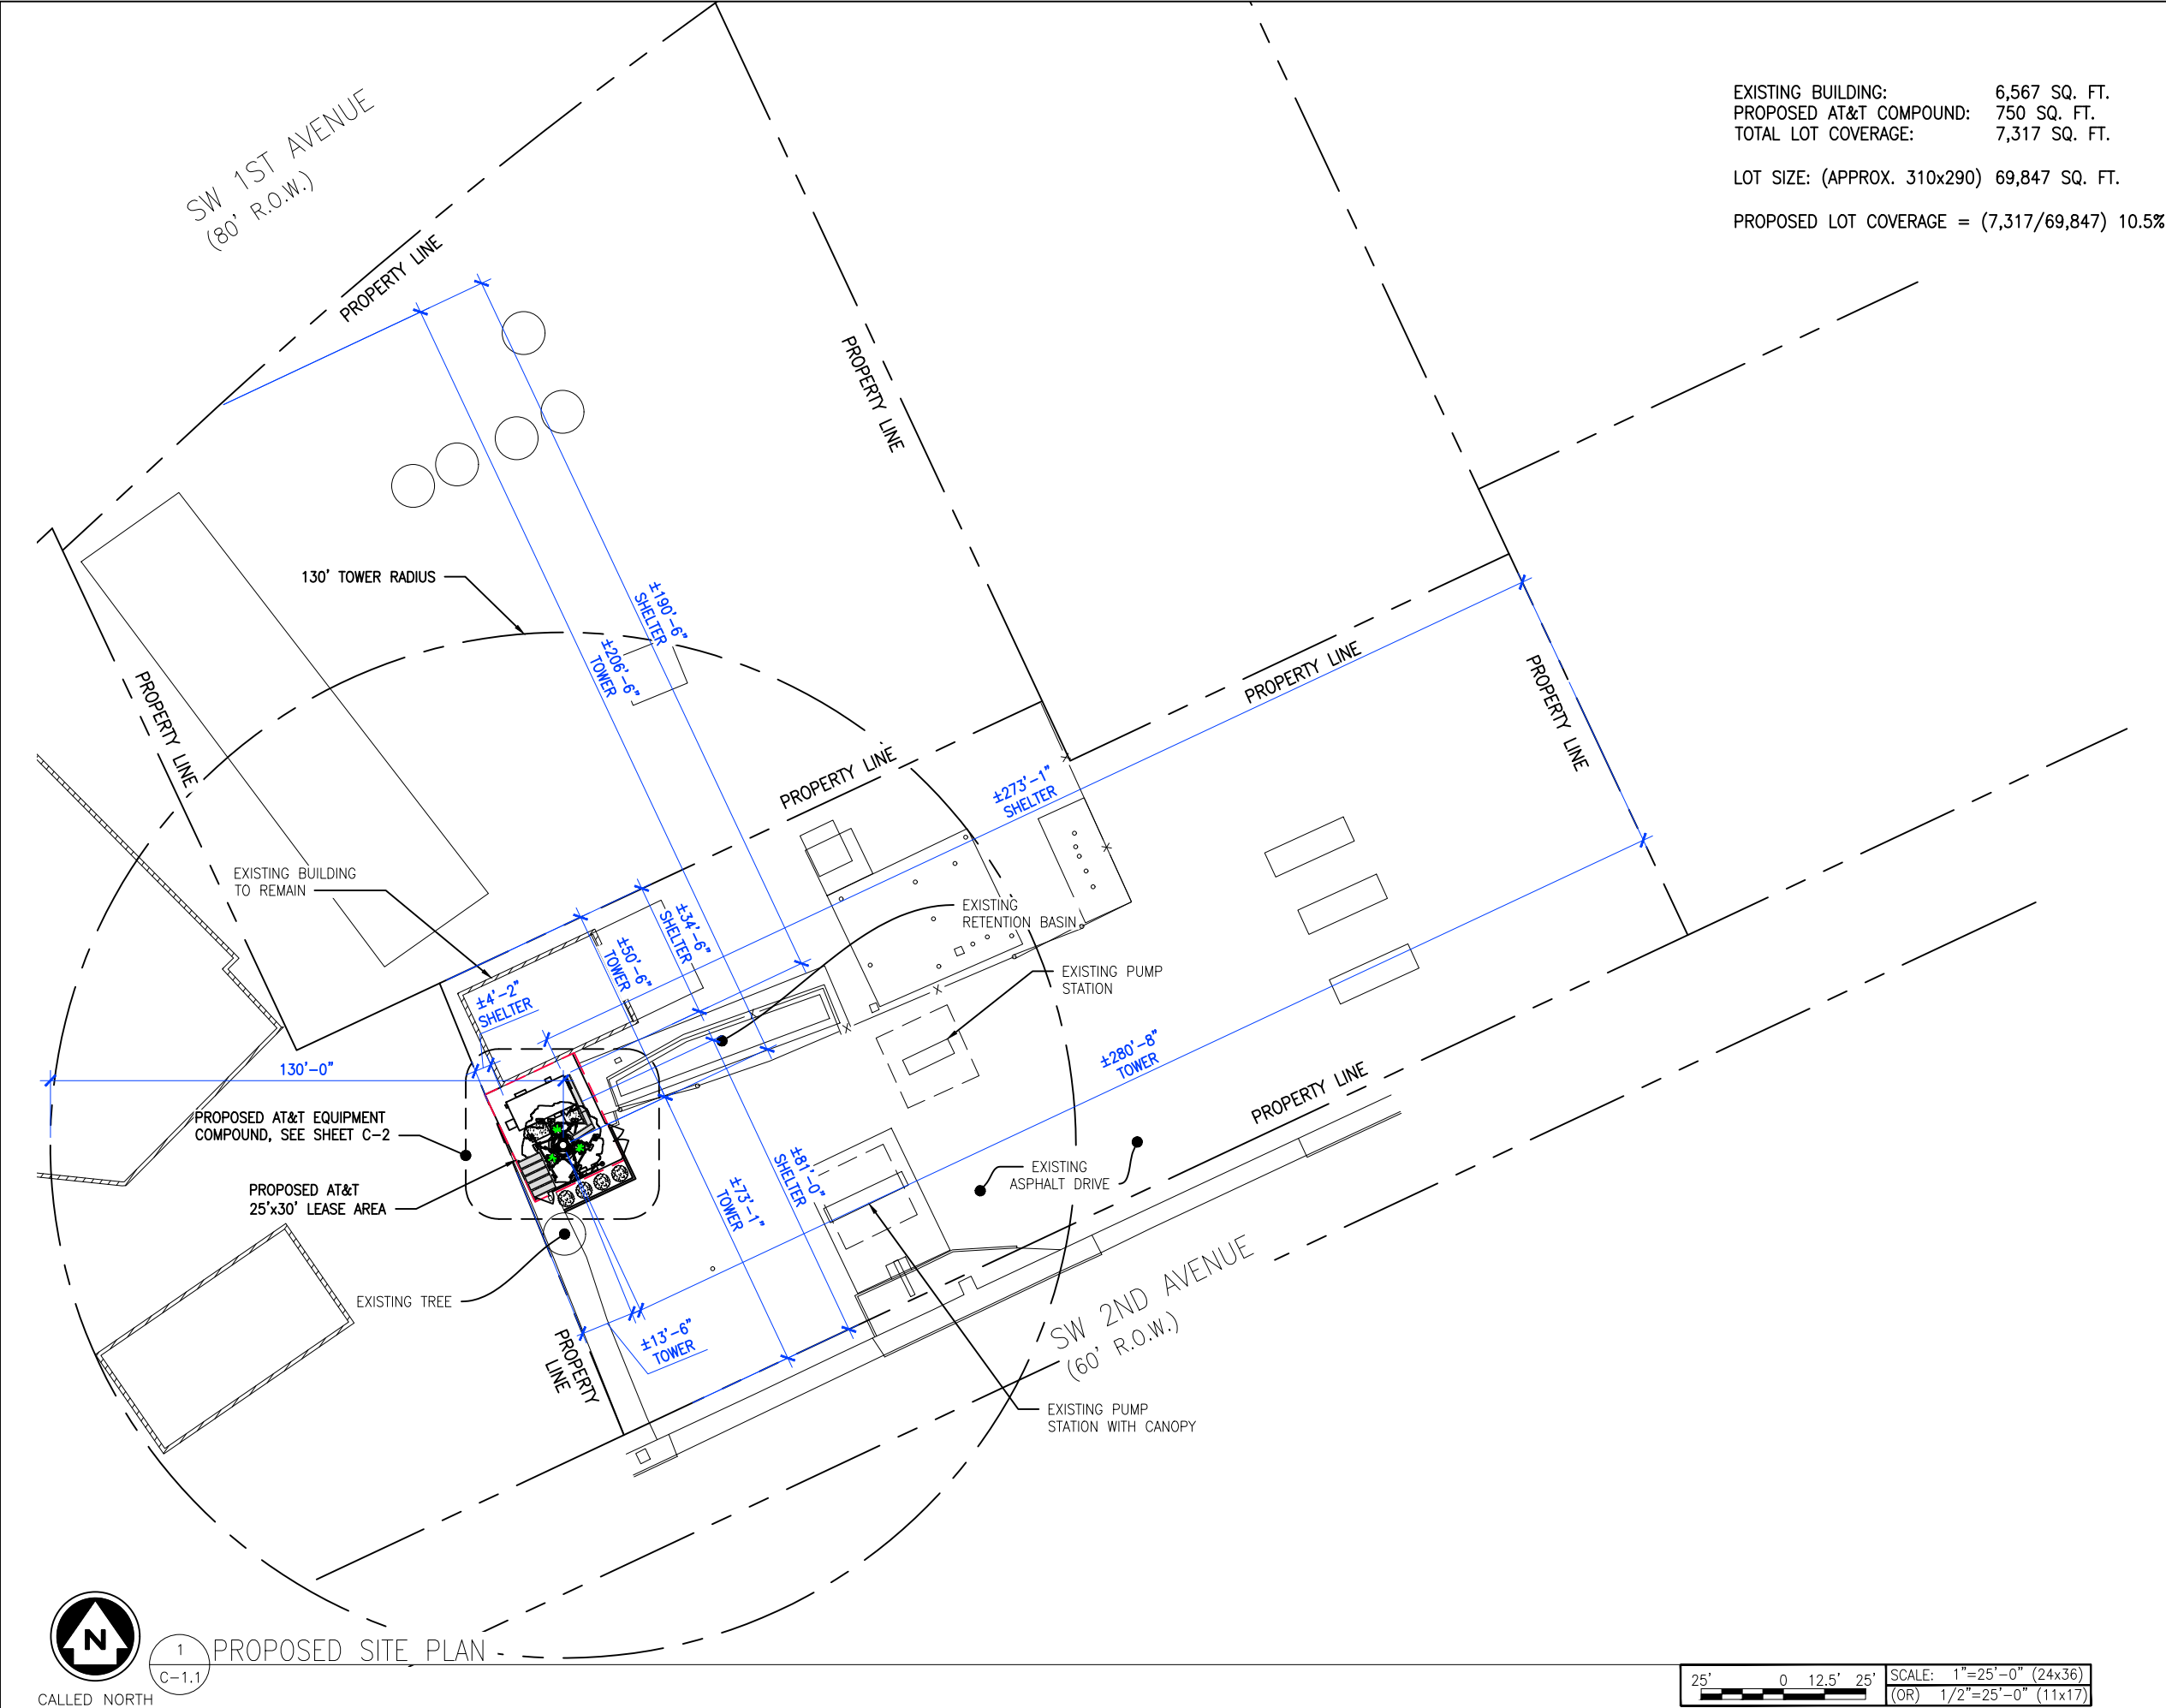 EXISTING BUILDING: 6,567 SQ. FT.
PROPOSED AT&T COMPOUND: 750 SQ. FT.
TOTAL LOT COVERAGE: 7,317 SQ. FT.
LOT SIZE: (APPROX. 310x290) 69,847 SQ. FT.
PROPOSED LOT COVERAGE = (7,317/69,847) 10.5%
SW 1ST AVENUE
(80' R.O.W.)
PROPERTY LINE
PROPERTY LINE
130' TOWER RADIUS
±190'-6"
SHELTER
±206'-6"
TOWER
PROPERTY LINE
PROPERTY LINE
PROPERTY LINE
PROPERTY LINE
±273'-1"
SHELTER
EXISTING BUILDING
TO REMAIN
±34'-6"
SHELTER
±50'-6"
TOWER
EXISTING
RETENTION BASIN
±4'-2"
SHELTER
EXISTING PUMP
STATION
130'-0"
±280'-8"
TOWER
PROPERTY LINE
PROPOSED AT&T EQUIPMENT
COMPOUND, SEE SHEET C-2
PROPOSED AT&T
25'x30' LEASE AREA
±81'-0"
SHELTER
±73'-1"
TOWER
EXISTING
ASPHALT DRIVE
EXISTING TREE
±13'-6"
TOWER
PROPERTY
LINE
SW 2ND AVENUE
(60' R.O.W.)
EXISTING PUMP
STATION WITH CANOPY
N
CALLED NORTH
1
C-1.1
PROPOSED SITE PLAN
25' 0 12.5' 25'
SCALE: 1"=25'-0" (24x36)
(OR) 1/2"=25'-0" (11x17)